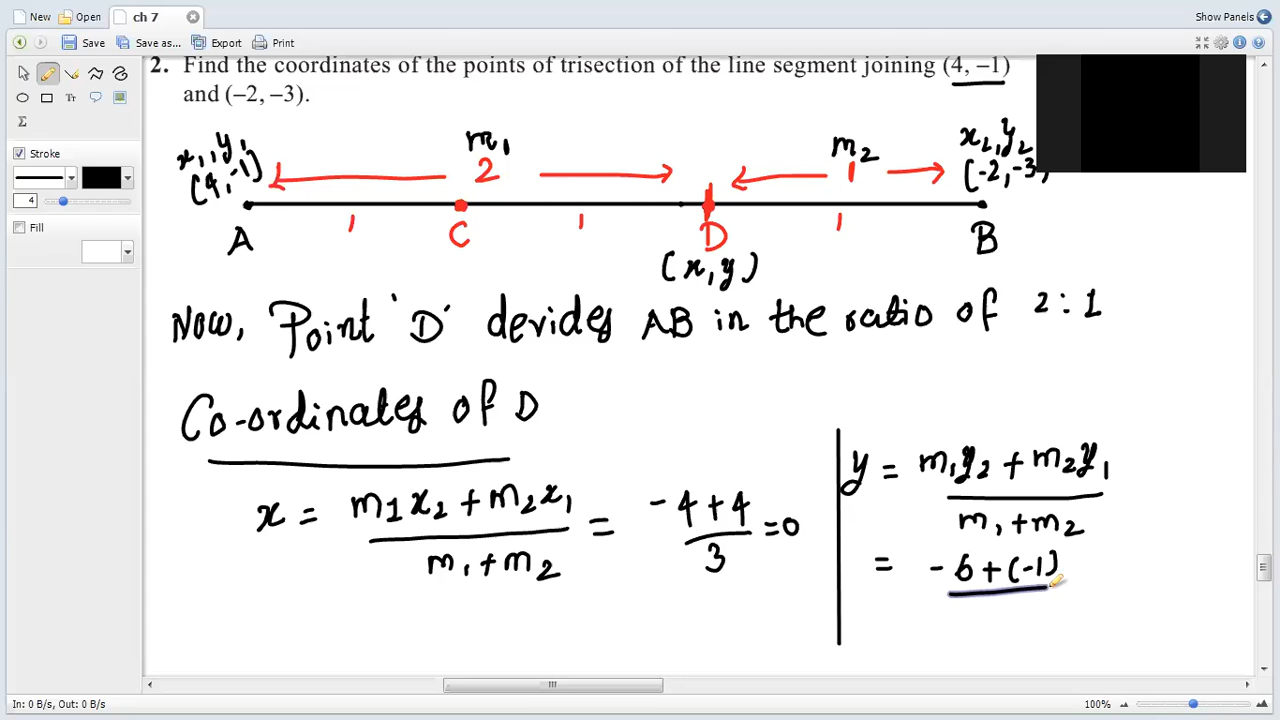 New Open ch 7 Show Panels
Save Save as... Export Print
2. Find the coordinates of the points of trisection of the line segment joining (4, –1)
and (–2, –3).
x₁, y₁ m₁ m₂ x₂, y₂
(4, -1) 2 1 (-2, -3)
1 1 1
A C D B
(x, y)
Now, Point 'D' devides AB in the ratio of 2 : 1
Co-ordinates of D
x = m₁x₂ + m₂x₁ / m₁ + m₂ = -4 + 4 / 3 = 0
y = m₁y₂ + m₂y₁ / m₁ + m₂
= -6 + (-1)
Stroke
4
Fill
Tr
Σ
In: 0 B/s, Out: 0 B/s 100%